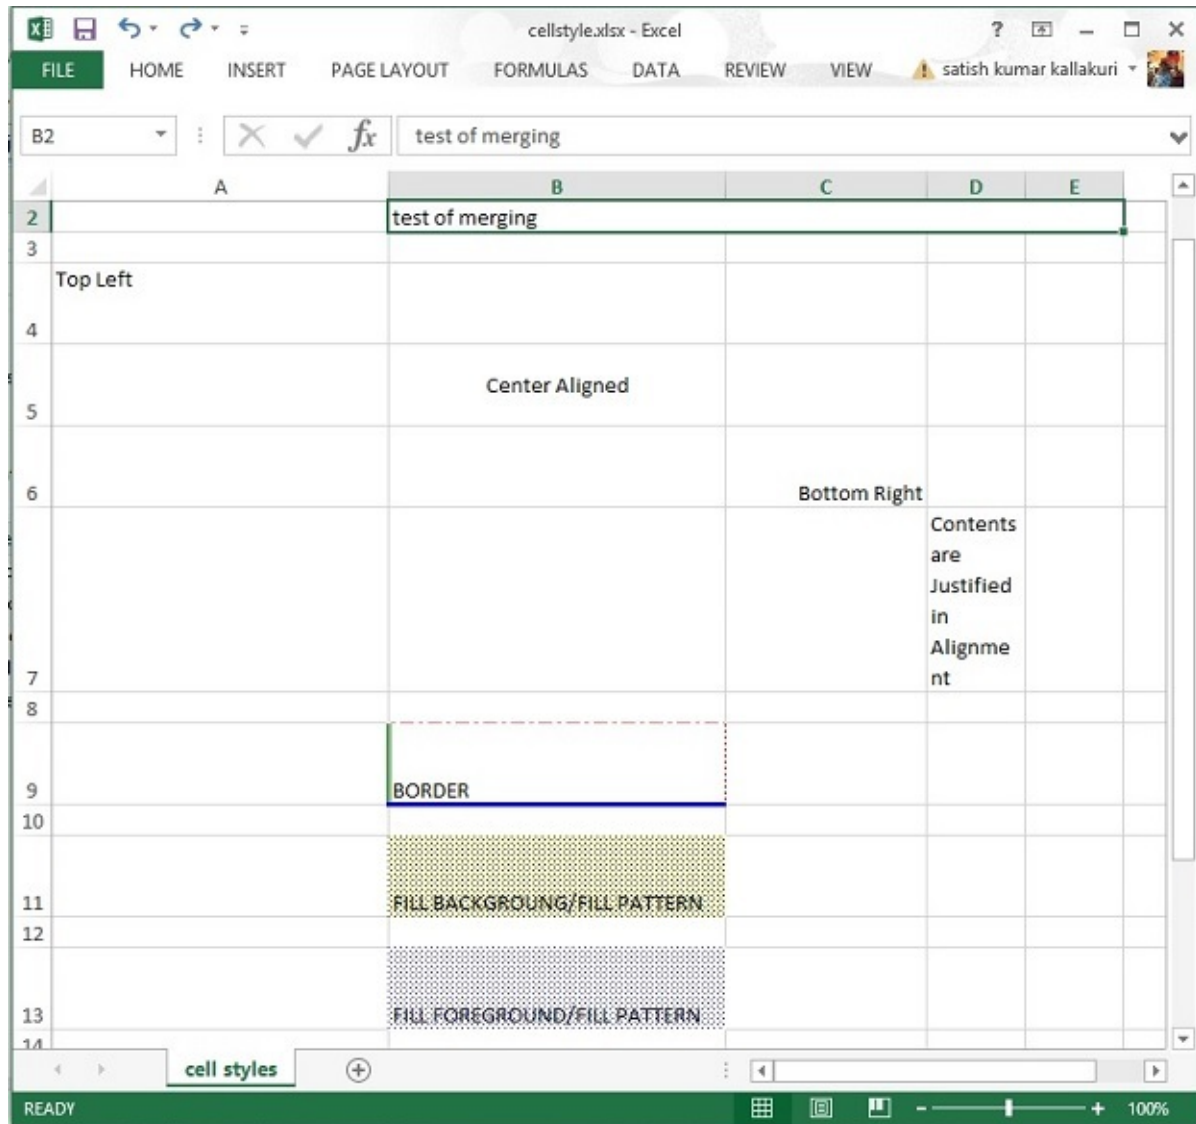 cellstyle.xlsx - Excel
?
FILE HOME INSERT PAGE LAYOUT FORMULAS DATA REVIEW VIEW satish kumar kallakuri
B2 fx test of merging
A B C D E
2 test of merging
3
Top Left
4
Center Aligned
5
6 Bottom Right
Contents
are
Justified
in
Alignme
7 nt
8
9 BORDER
10
11 FILL BACKGROUNG/FILL PATTERN
12
13 FILL FOREGROUND/FILL PATTERN
14
cell styles
READY 100%